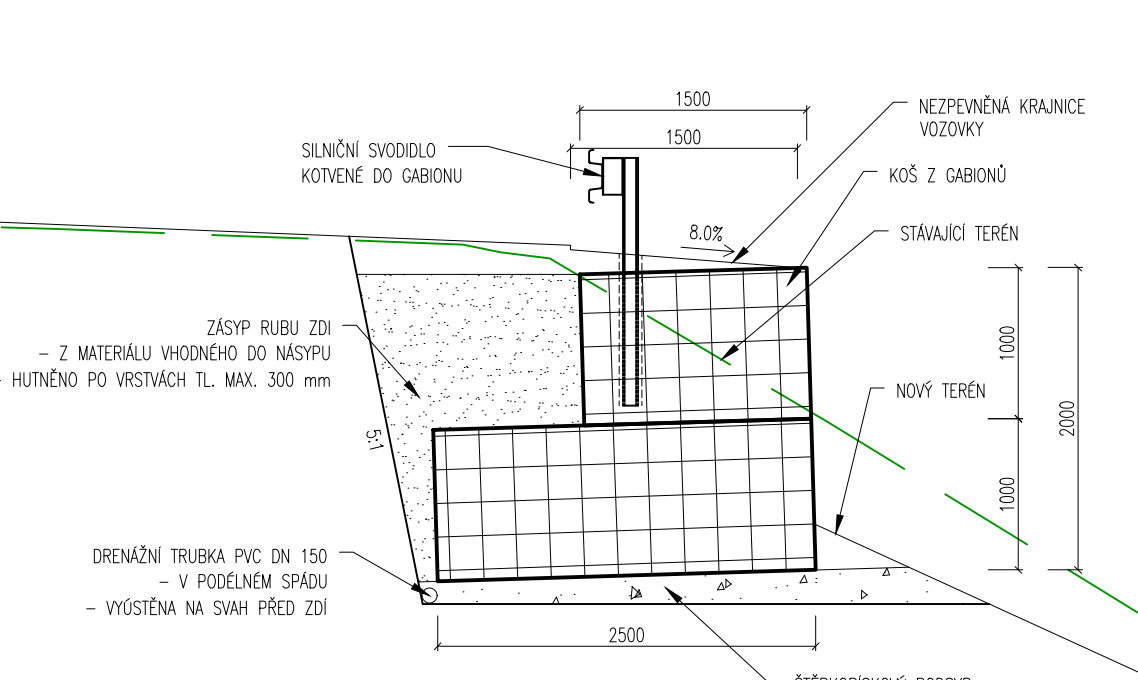 1500
NEZPEVNĚNÁ KRAJNICE
VOZOVKY
1500
SILNIČNÍ SVODIDLO
KOTVENÉ DO GABIONU
KOŠ Z GABIONŮ
8.0%
STÁVAJÍCÍ TERÉN
ZÁSYP RUBU ZDI
– Z MATERIÁLU VHODNÉHO DO NÁSYPU
– HUTNĚNO PO VRSTVÁCH TL. MAX. 300 mm
1000
NOVÝ TERÉN
2000
5:1
1000
DRENÁŽNÍ TRUBKA PVC DN 150
– V PODÉLNÉM SPÁDU
– VYÚSTĚNA NA SVAH PŘED ZDÍ
2500